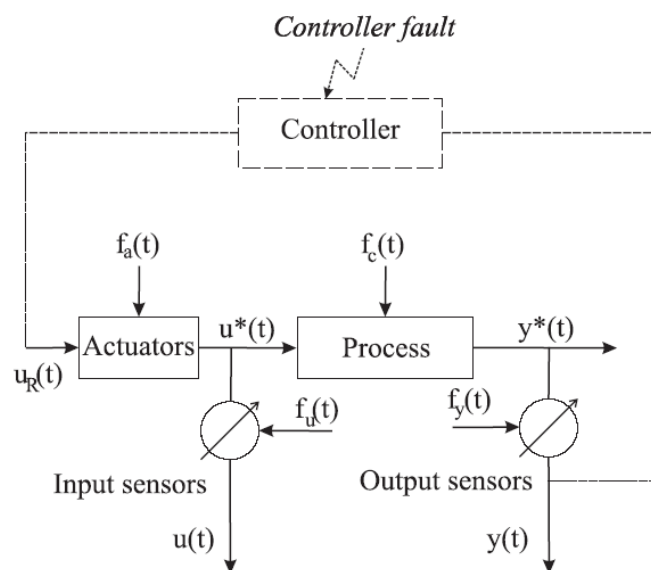 Controller fault
Controller
f_a(t)
f_c(t)
u*(t)
y*(t)
Actuators
Process
u_R(t)
f_u(t)
f_y(t)
Input sensors
Output sensors
u(t)
y(t)